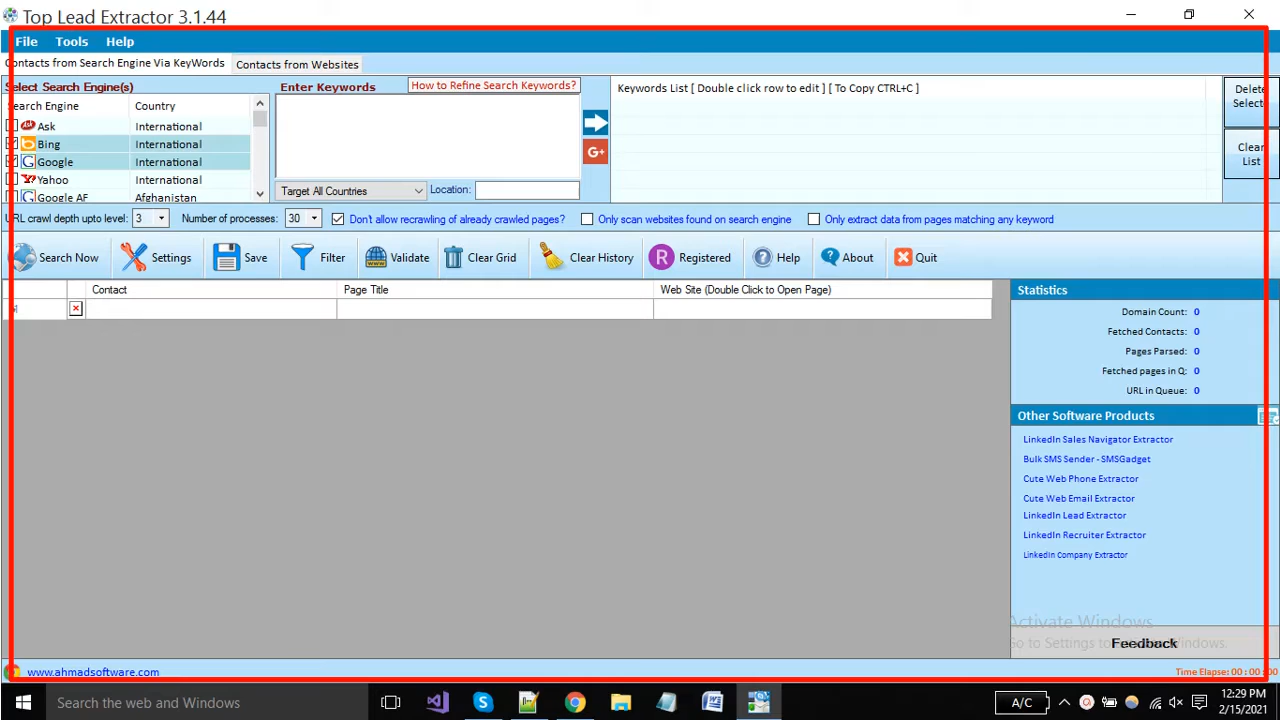 Top Lead Extractor 3.1.44
File Tools Help
Contacts from Search Engine Via KeyWords Contacts from Websites
Select Search Engine(s)
Search Engine Country
Ask International
Bing International
Google International
Yahoo International
Google AF Afghanistan
Enter Keywords How to Refine Search Keywords?
Target All Countries Location:
G+
Keywords List [ Double click row to edit ] [ To Copy CTRL+C ]
Delete
Clear
List
URL crawl depth upto level: 3 Number of processes: 30 Don't allow recrawling of already crawled pages? Only scan websites found on search engine Only extract data from pages matching any keyword
Search Now Settings Save Filter Validate Clear Grid Clear History R Registered Help About Quit
Contact Page Title Web Site (Double Click to Open Page)
Statistics
Domain Count: 0
Fetched Contacts: 0
Pages Parsed: 0
Fetched pages in Q: 0
URL in Queue: 0
Other Software Products
LinkedIn Sales Navigator Extractor
Bulk SMS Sender - SMSGadget
Cute Web Phone Extractor
Cute Web Email Extractor
LinkedIn Lead Extractor
LinkedIn Recruiter Extractor
LinkedIn Company Extractor
Activate Windows
Go to Settings to Windows.
Feedback
www.ahmadsoftware.com Time Elapse: 00 : 00 : 00
Search the web and Windows A/C 12:29 PM
2/15/2021